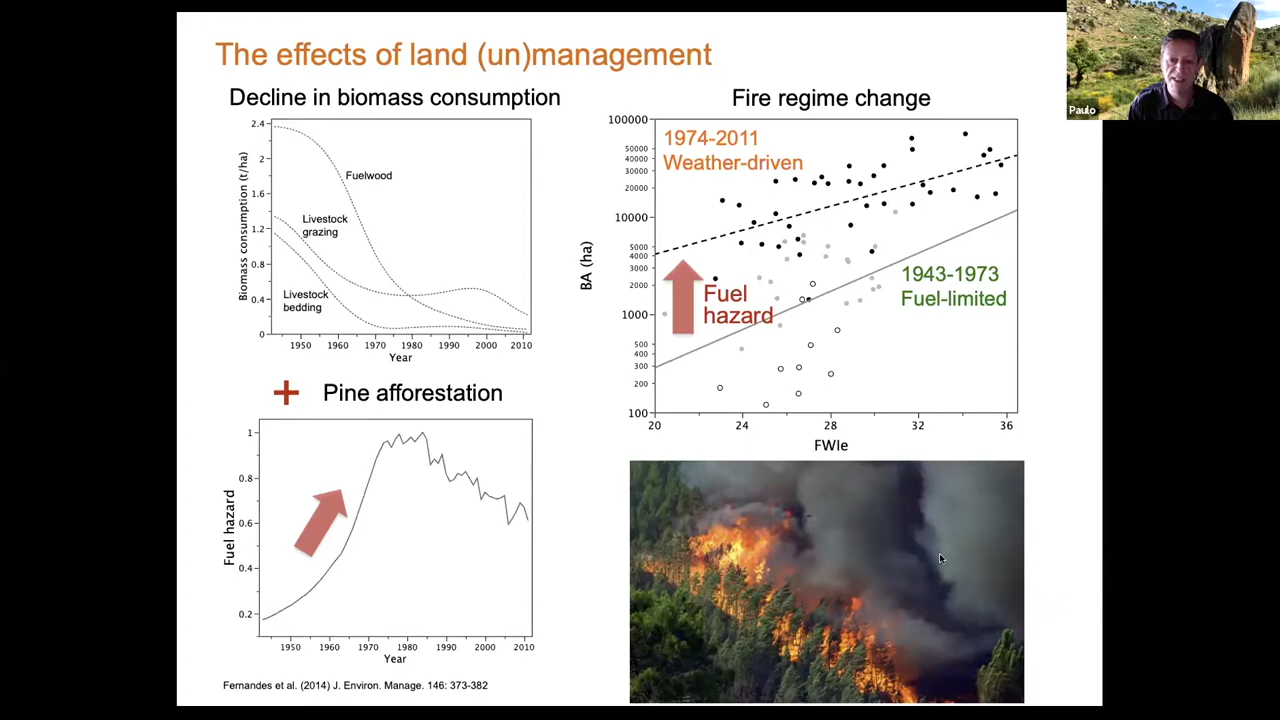 The effects of land (un)management
Paulo
Decline in biomass consumption
Biomass consumption (t/ha)
2.4
2
1.6
1.2
0.8
0.4
0
Fuelwood
Livestock
grazing
Livestock
bedding
1950 1960 1970 1980 1990 2000 2010
Year
+ Pine afforestation
Fuel hazard
1
0.8
0.6
0.4
0.2
1950 1960 1970 1980 1990 2000 2010
Year
Fernandes et al. (2014) J. Environ. Manage. 146: 373-382
Fire regime change
BA (ha)
100000
50000
40000
30000
20000
10000
5000
4000
3000
2000
1000
500
400
300
200
100
1974-2011
Weather-driven
Fuel
hazard
1943-1973
Fuel-limited
20 24 28 32 36
FWIe